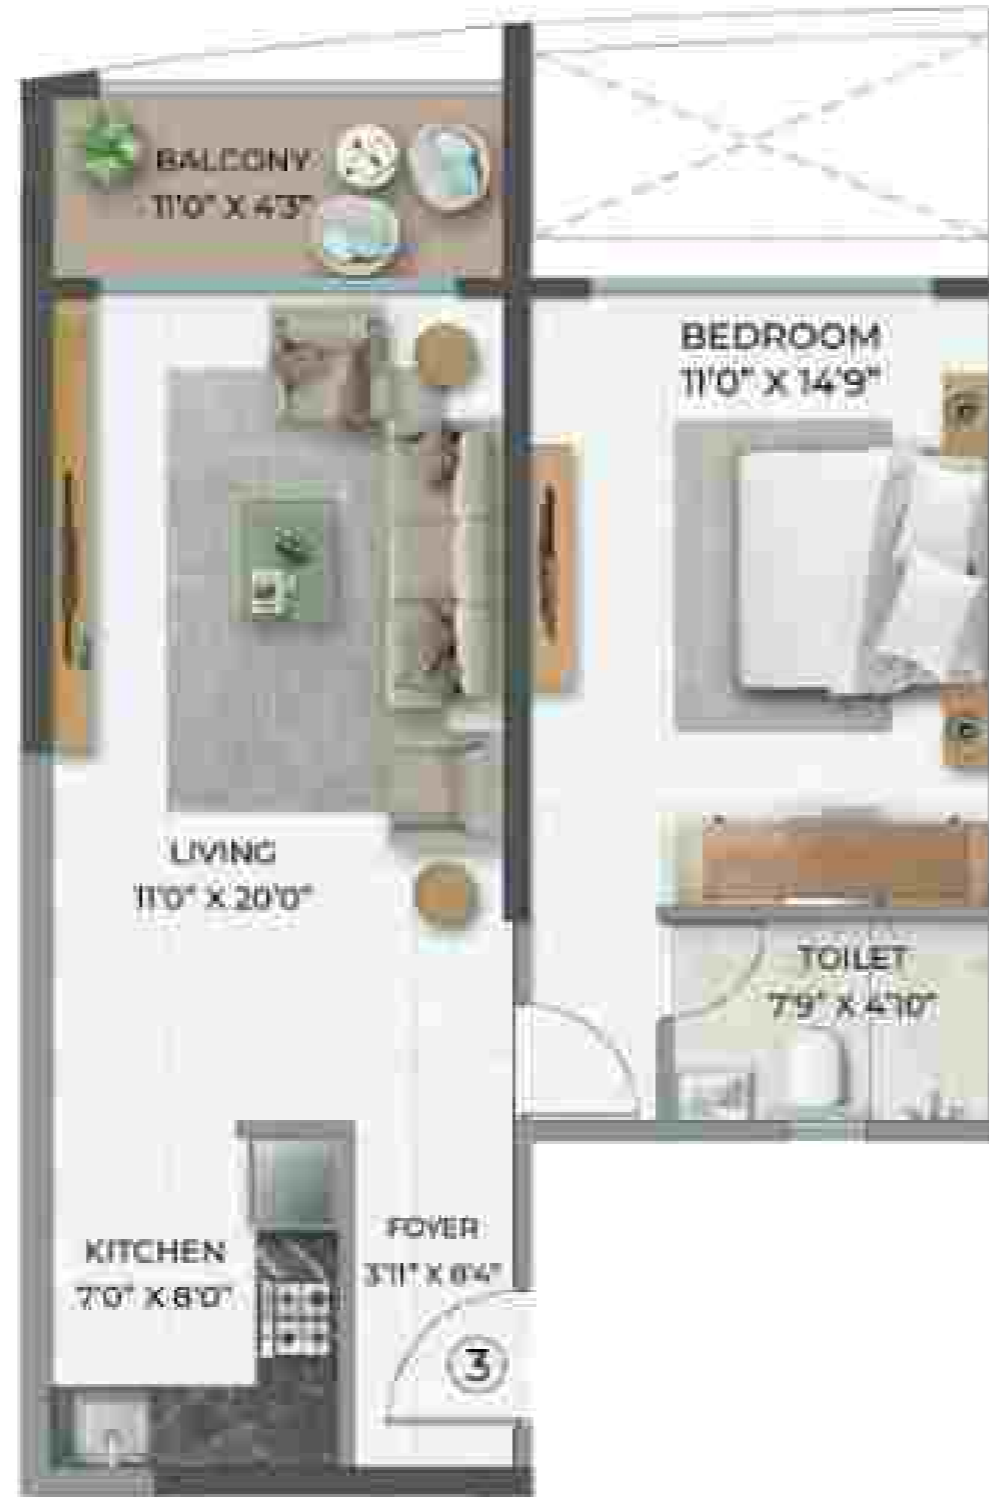 BALCONY
11'0" X 4'3"
BEDROOM
11'0" X 14'9"
LIVING
11'0" X 20'0"
TOILET
7'9" X 4'10"
FOYER
3'11" X 8'4"
KITCHEN
7'0" X 8'0"
3